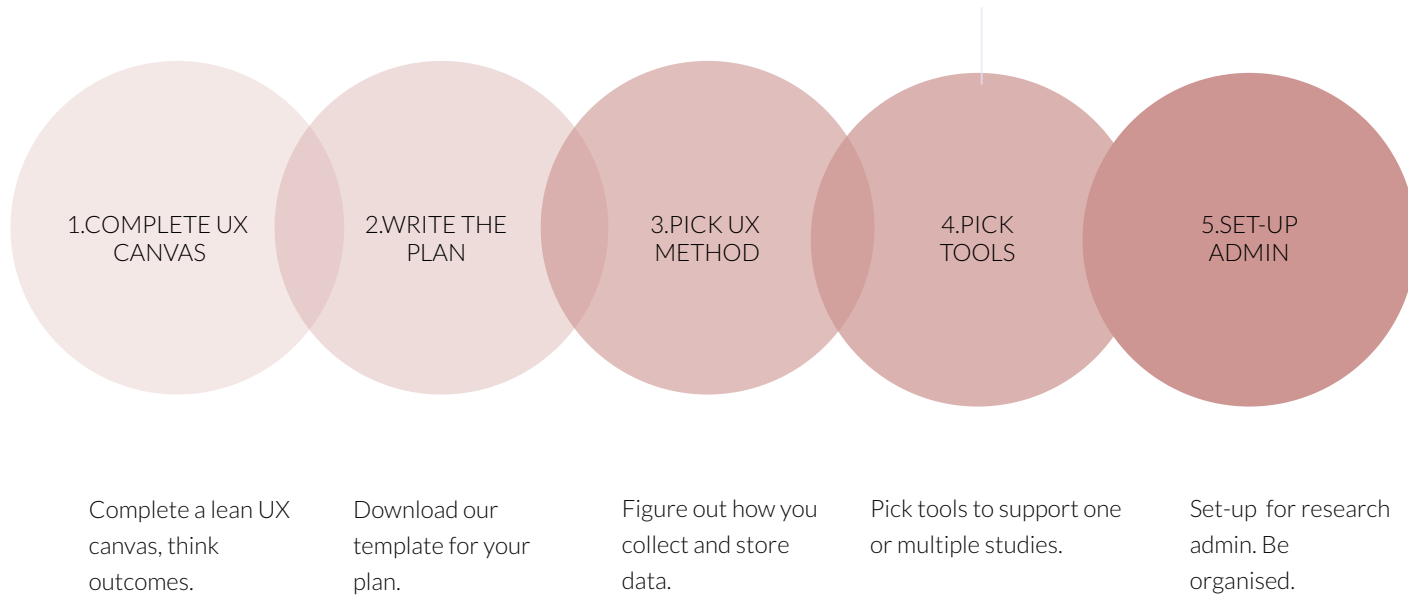 1.COMPLETE UX
CANVAS
2.WRITE THE
PLAN
3.PICK UX
METHOD
4.PICK
TOOLS
5.SET-UP
ADMIN
Complete a lean UX
canvas, think
outcomes.
Download our
template for your
plan.
Figure out how you
collect and store
data.
Pick tools to support one
or multiple studies.
Set-up for research
admin. Be
organised.